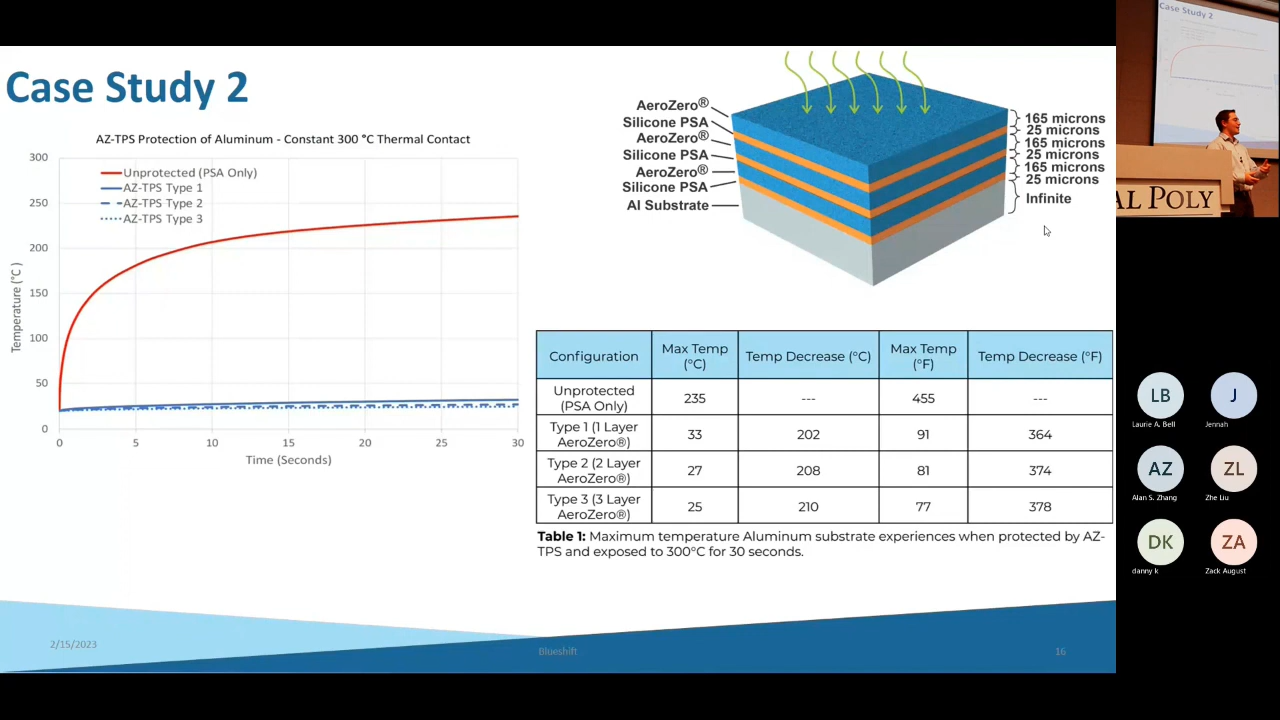 Case Study 2
AZ-TPS Protection of Aluminum - Constant 300 °C Thermal Contact
300
250
200
150
100
50
0
Temperature (°C )
Unprotected (PSA Only)
AZ-TPS Type 1
AZ-TPS Type 2
AZ-TPS Type 3
0 5 10 15 20 25 30
Time (Seconds)
AeroZero®
Silicone PSA
AeroZero®
Silicone PSA
AeroZero®
Silicone PSA
Al Substrate
165 microns
25 microns
165 microns
25 microns
165 microns
25 microns
Infinite
Configuration Max Temp (°C) Temp Decrease (°C) Max Temp (°F) Temp Decrease (°F)
Unprotected (PSA Only) 235 --- 455 ---
Type 1 (1 Layer AeroZero®) 33 202 91 364
Type 2 (2 Layer AeroZero®) 27 208 81 374
Type 3 (3 Layer AeroZero®) 25 210 77 378
Table 1: Maximum temperature Aluminum substrate experiences when protected by AZ-
TPS and exposed to 300°C for 30 seconds.
2/15/2023
Blueshift
16
Case Study 2
AL POLY
LB
Laurie A. Bell
J
Jennah
AZ
Alan S. Zhang
ZL
Zhe Liu
DK
danny k
ZA
Zack August